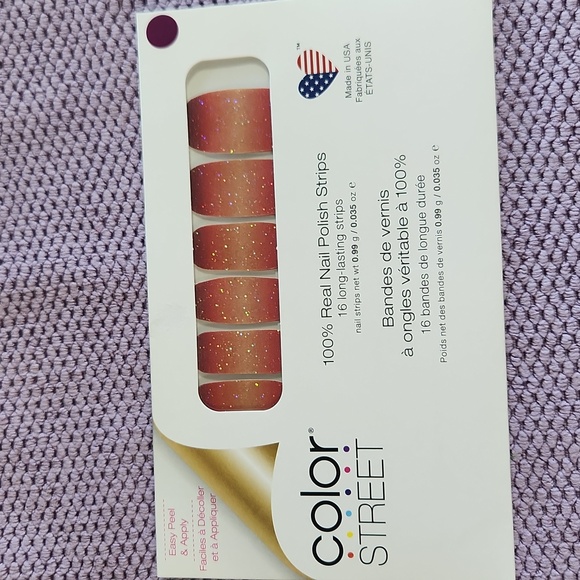 Easy Peel
& Apply
Faciles à Décoller
et à Appliquer
color®
STREET
100% Real Nail Polish Strips
16 long-lasting strips
nail strips net wt 0.99 g / 0.035 oz ℮
Bandes de vernis
à ongles véritable à 100%
16 bandes de longue durée
Poids net des bandes de vernis 0.99 g / 0.035 oz ℮
™
Made in USA
Fabriquées aux
ÉTATS-UNIS